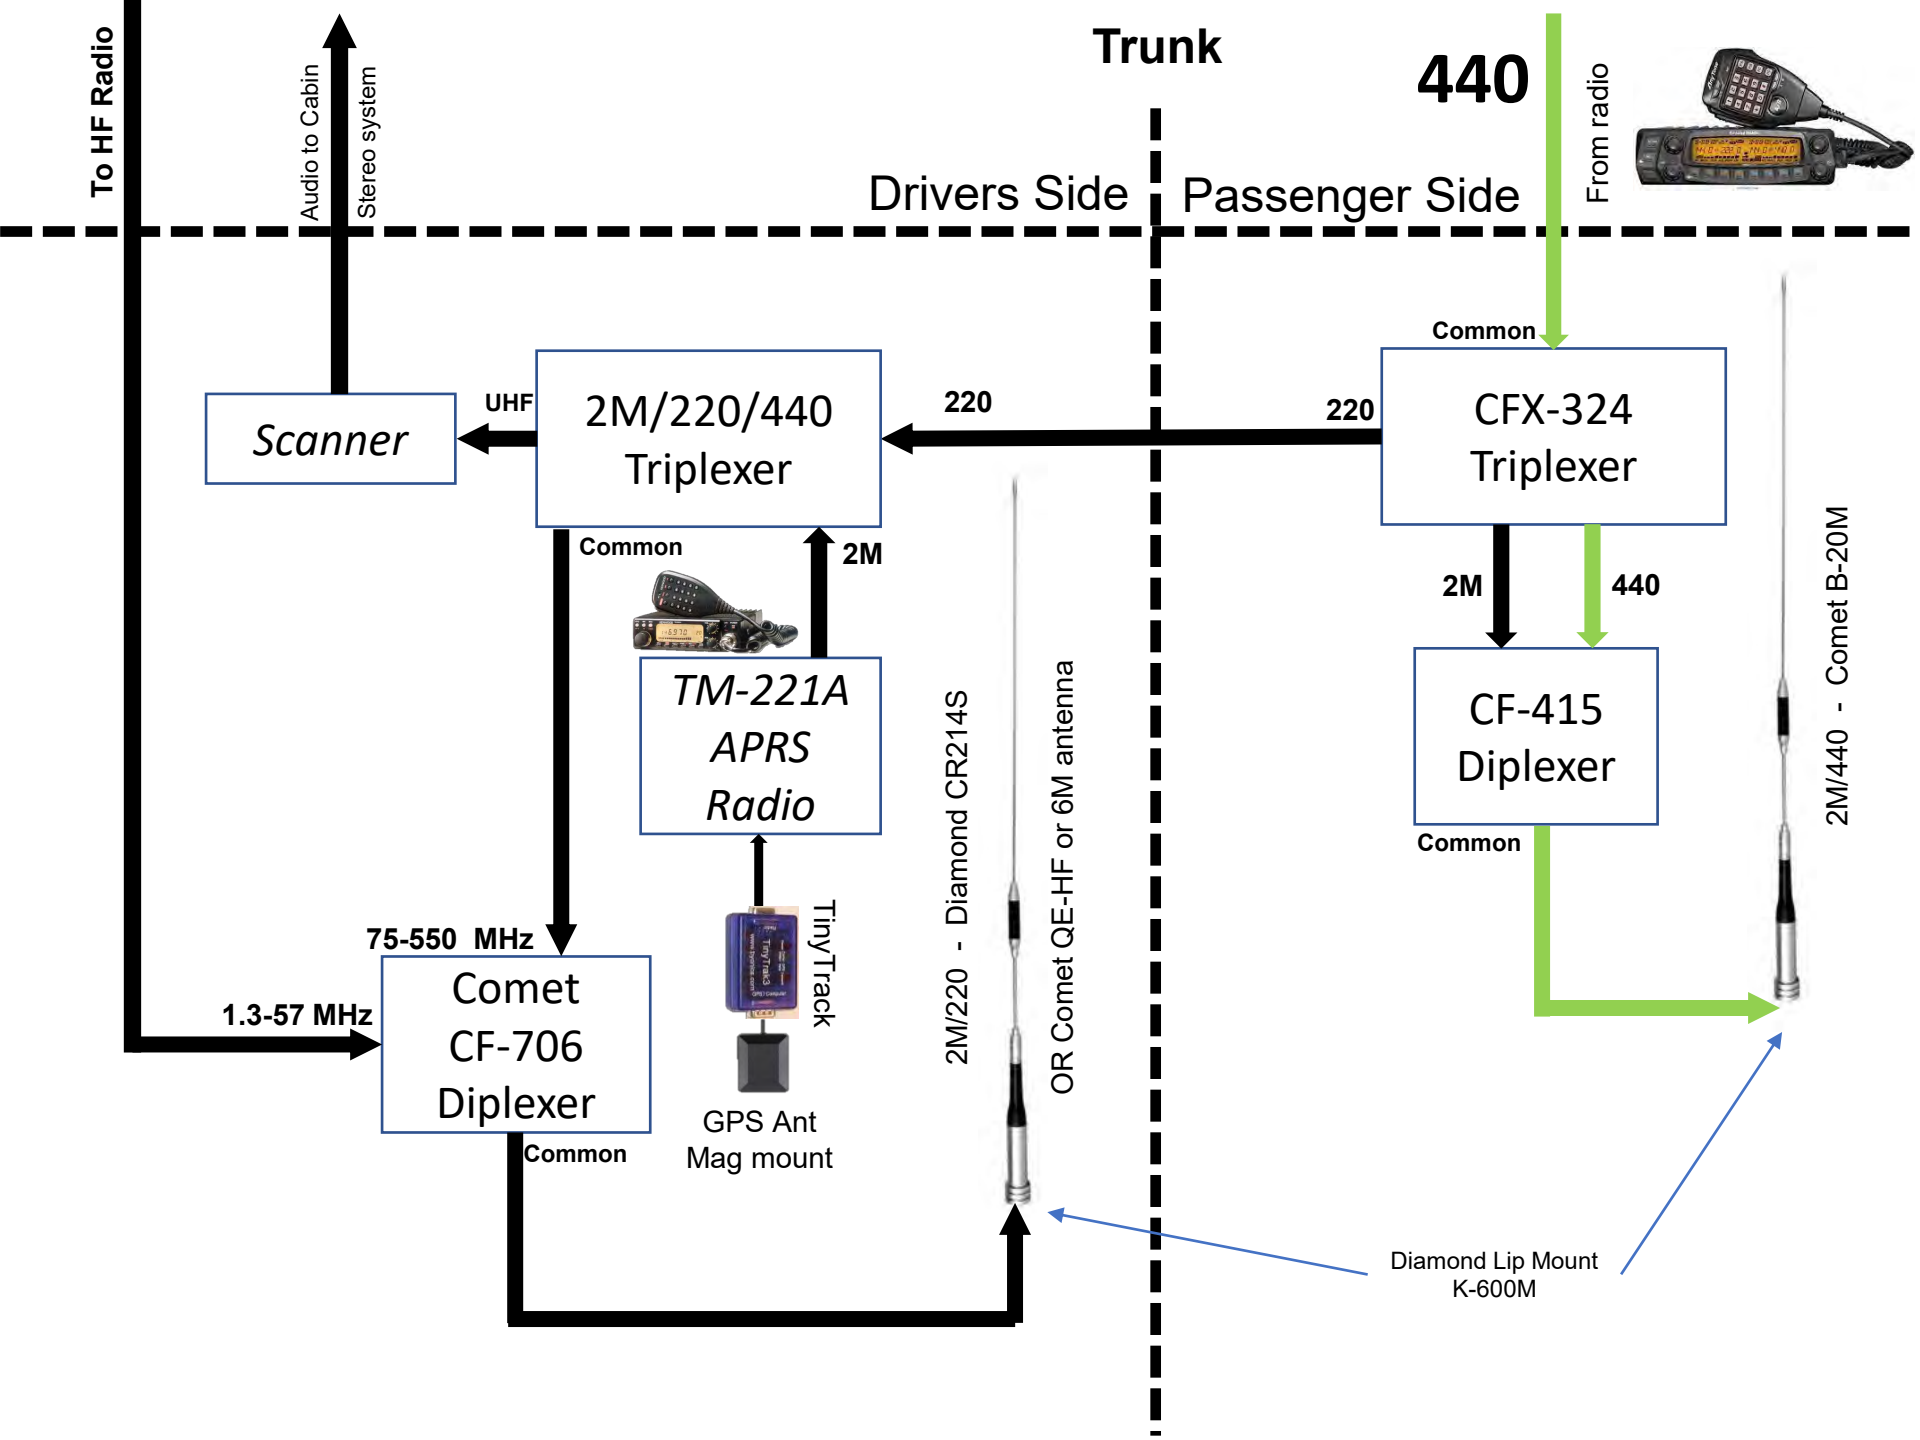 Trunk
440
To HF Radio
Audio to Cabin
Stereo system
From radio
Drivers Side
Passenger Side
Common
Scanner
UHF
2M/220/440
Triplexer
220
220
CFX-324
Triplexer
Common
2M
2M
440
TM-221A
APRS
Radio
CF-415
Diplexer
Common
2M/440 - Comet B-20M
2M/220 - Diamond CR214S
OR Comet QE-HF or 6M antenna
75-550 MHz
1.3-57 MHz
Comet
CF-706
Diplexer
Common
TinyTrak3
TinyTrack
GPS Ant
Mag mount
Diamond Lip Mount
K-600M